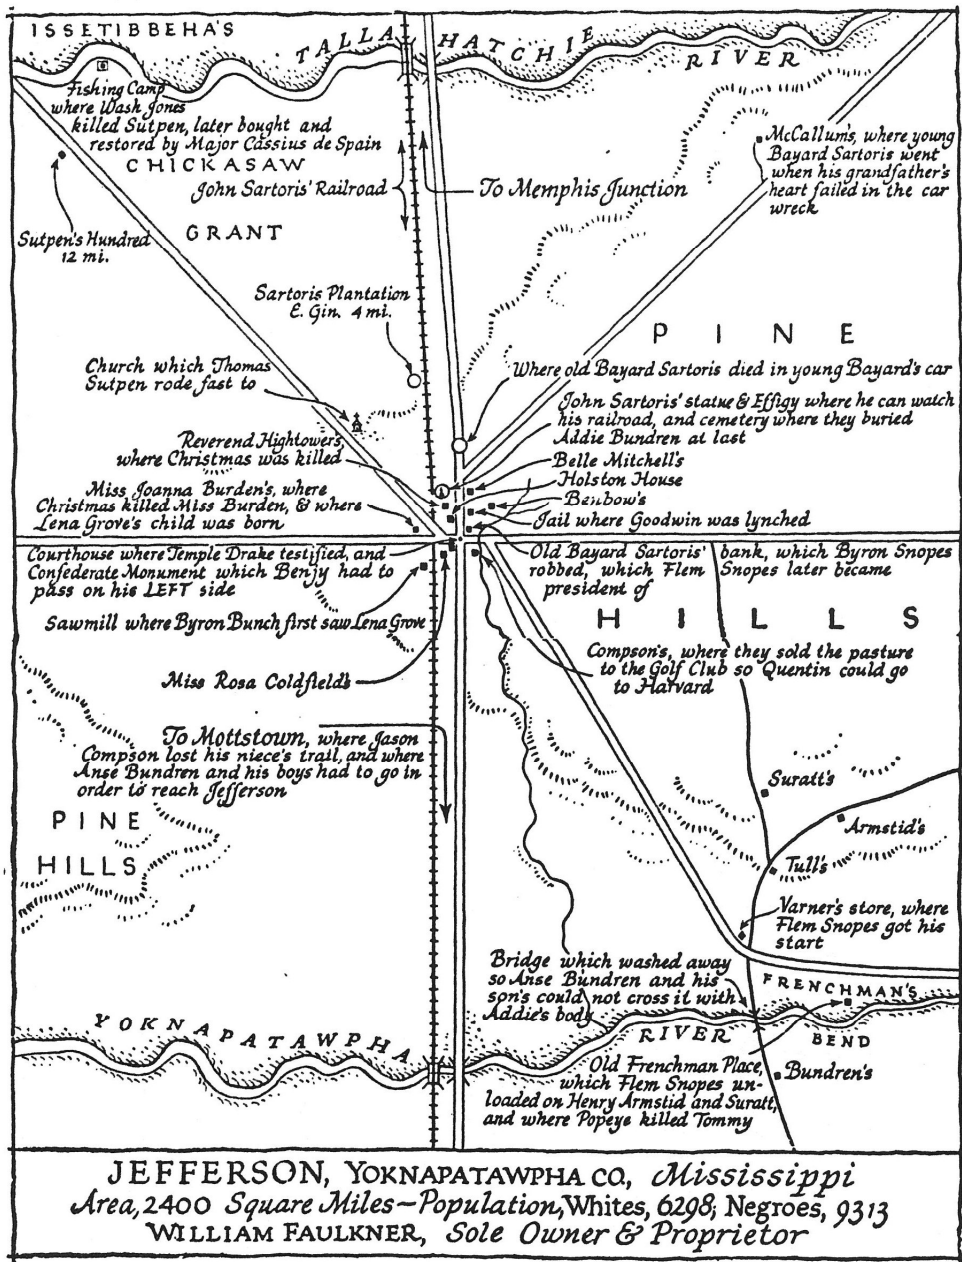 ISSETIBBEHA'S
TALLAHATCHIE
RIVER
Fishing Camp
where Wash Jones
killed Sutpen, later bought and
restored by Major Cassius de Spain
CHICKASAW
John Sartoris' Railroad
To Memphis Junction
McCallum's, where young
Bayard Sartoris went
when his grandfather's
heart failed in the car
wreck
GRANT
Sutpen's Hundred
12 mi.
Sartoris Plantation
E. Gin. 4 mi.
PINE
Church which Thomas
Sutpen rode fast to
Where old Bayard Sartoris died in young Bayard's car
John Sartoris' statue & Effigy where he can watch
his railroad, and cemetery where they buried
Addie Bundren at last
Reverend Hightower's,
where Christmas was killed
Belle Mitchell's
Holston House
Benbow's
Jail where Goodwin was lynched
Miss Joanna Burden's, where
Christmas killed Miss Burden, & where
Lena Grove's child was born
Courthouse where Temple Drake testified, and
Confederate Monument which Benjy had to
pass on his LEFT side
Old Bayard Sartoris' bank, which Byron Snopes
robbed, which Flem Snopes later became
president of
HILLS
Sawmill where Byron Bunch first saw Lena Grove
Compson's, where they sold the pasture
to the Golf Club so Quentin could go
to Harvard
Miss Rosa Coldfield's
To Mottstown, where Jason
Compson lost his niece's trail, and where
Anse Bundren and his boys had to go in
order to reach Jefferson
PINE
HILLS
Suratt's
Armstid's
Tull's
Varner's store, where
Flem Snopes got his
start
Bridge which washed away
so Anse Bundren and his
son's could not cross it with
Addie's body
FRENCHMAN'S
BEND
YOKNAPATAWPHA
RIVER
Old Frenchman Place,
which Flem Snopes un-
loaded on Henry Armstid and Suratt,
and where Popeye killed Tommy
Bundren's
JEFFERSON, YOKNAPATAWPHA CO, Mississippi
Area, 2400 Square Miles~Population, Whites, 6298; Negroes, 9313
WILLIAM FAULKNER, Sole Owner & Proprietor